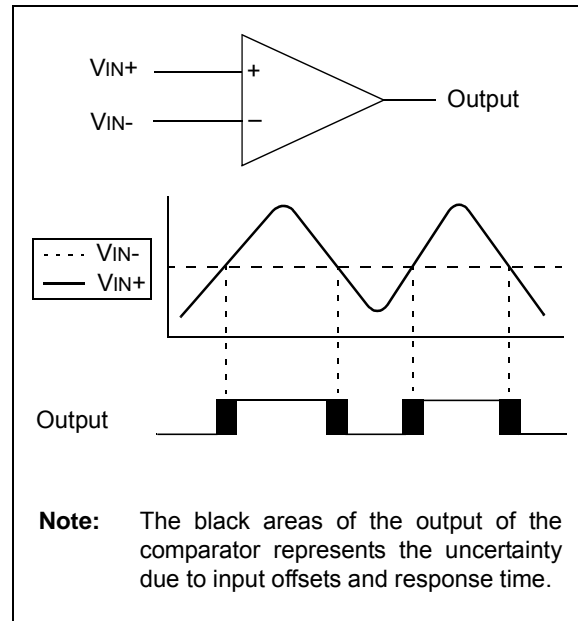 VIN+
+
Output
VIN-
–
VIN-
VIN+
Output
Note: The black areas of the output of the
comparator represents the uncertainty
due to input offsets and response time.